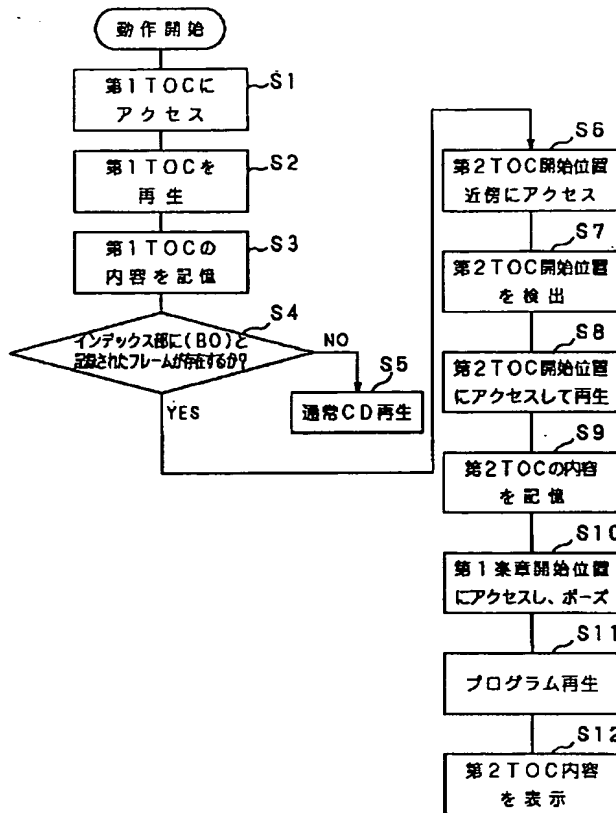 動作開始
S1
第1TOCに
アクセス
S2
第1TOCを
再生
S3
第1TOCの
内容を記憶
S4
インデックス部に(B0)と
記録されたフレームが存在するか?
NO
YES
S5
通常CD再生
S6
第2TOC開始位置
近傍にアクセス
S7
第2TOC開始位置
を検出
S8
第2TOC開始位置
にアクセスして再生
S9
第2TOCの内容
を記憶
S10
第1楽章開始位置
にアクセスし、ポーズ
S11
プログラム再生
S12
第2TOC内容
を表示